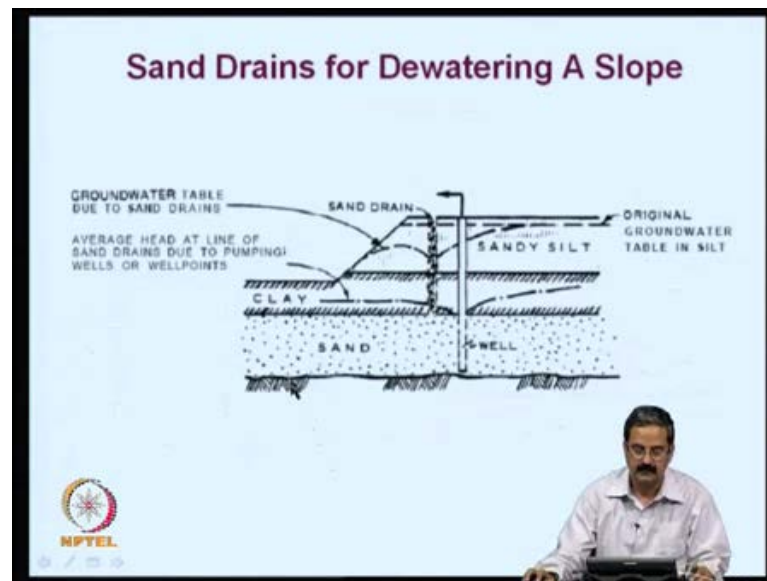 Sand Drains for Dewatering A Slope
GROUNDWATER TABLE
DUE TO SAND DRAINS
SAND DRAIN
AVERAGE HEAD AT LINE OF
SAND DRAINS DUE TO PUMPING
WELLS OR WELLPOINTS
ORIGINAL
GROUNDWATER
TABLE IN SILT
SANDY SILT
CLAY
SAND
WELL
NPTEL